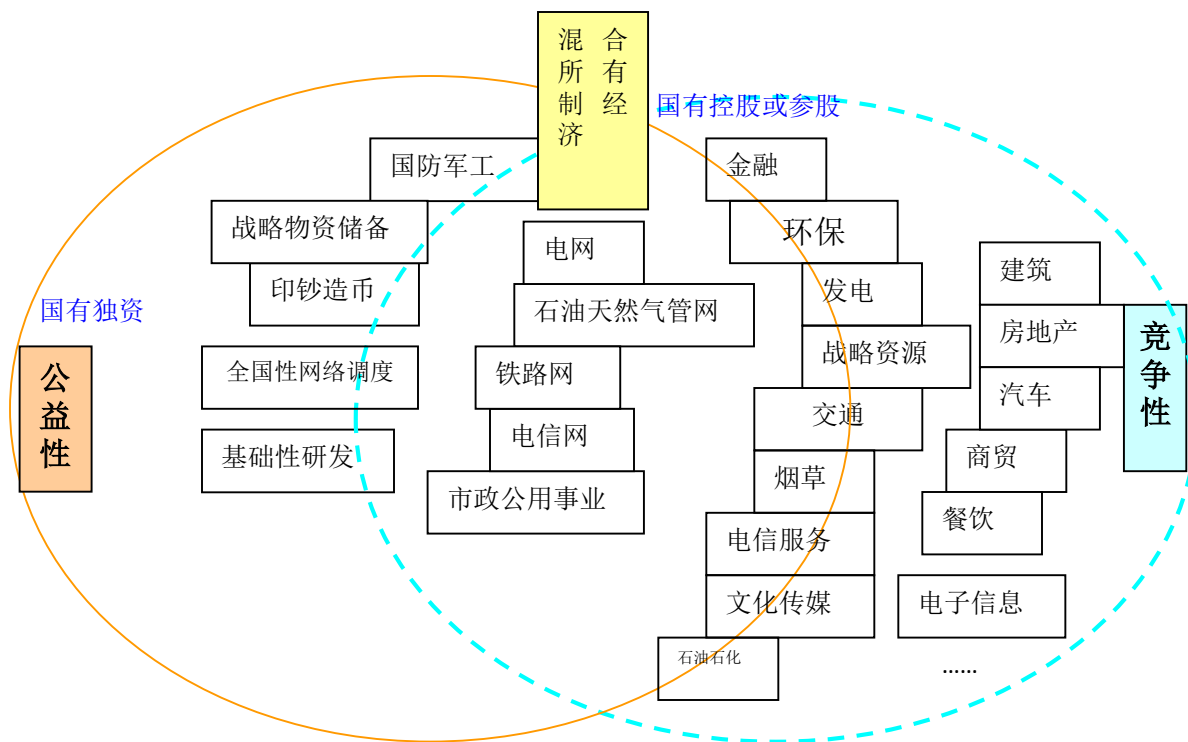 混 合
所 有
制 经
济
国有控股或参股
国防军工
金融
战略物资储备
电网
环保
印钞造币
发电
建筑
国有独资
石油天然气管网
战略资源
房地产
竞争性
公益性
全国性网络调度
铁路网
交通
汽车
基础性研发
电信网
烟草
商贸
市政公用事业
电信服务
餐饮
文化传媒
电子信息
石油石化
......